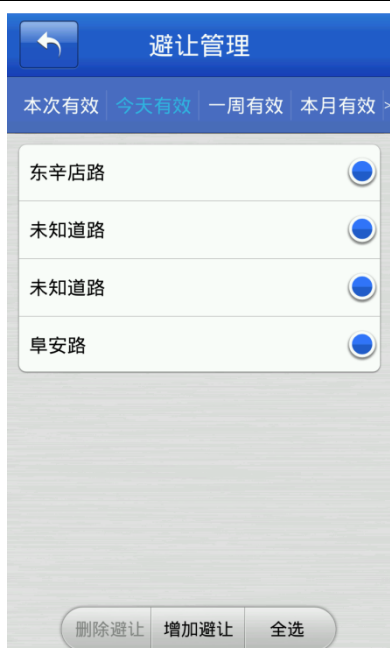 避让管理
本次有效 今天有效 一周有效 本月有效 >
东辛店路
未知道路
未知道路
阜安路
删除避让 增加避让 全选